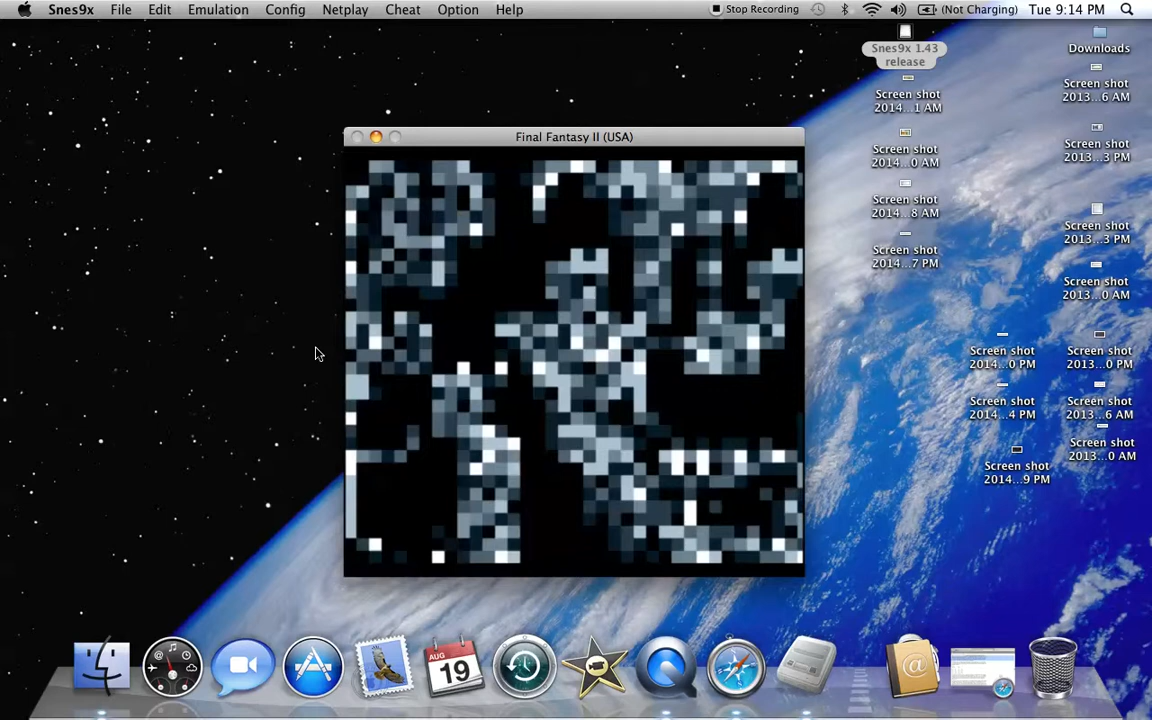 Snes9x File Edit Emulation Config Netplay Cheat Option Help Stop Recording (Not Charging) Tue 9:14 PM
Snes9x 1.43
release
Downloads
Screen shot
2014...1 AM
Screen shot
2013...6 AM
Screen shot
2014...0 AM
Screen shot
2013...3 PM
Screen shot
2014...8 AM
Screen shot
2013...3 PM
Screen shot
2014...7 PM
Screen shot
2013...0 AM
Screen shot
2014...0 PM
Screen shot
2013...0 PM
Screen shot
2014...4 PM
Screen shot
2013...6 AM
Screen shot
2013...0 AM
Screen shot
2014...9 PM
Final Fantasy II (USA)
AUG
19